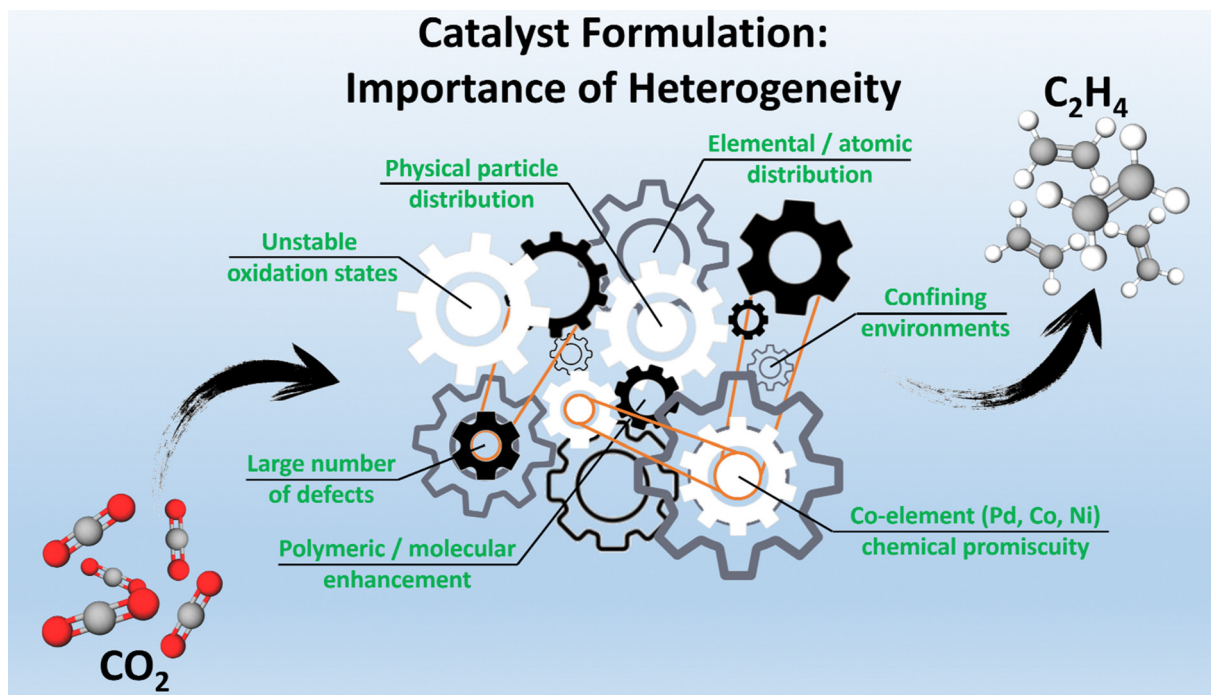 Catalyst Formulation:
Importance of Heterogeneity
C₂H₄
Elemental / atomic
distribution
Physical particle
distribution
Unstable
oxidation states
Confining
environments
Large number
of defects
Polymeric / molecular
enhancement
Co-element (Pd, Co, Ni)
chemical promiscuity
CO₂